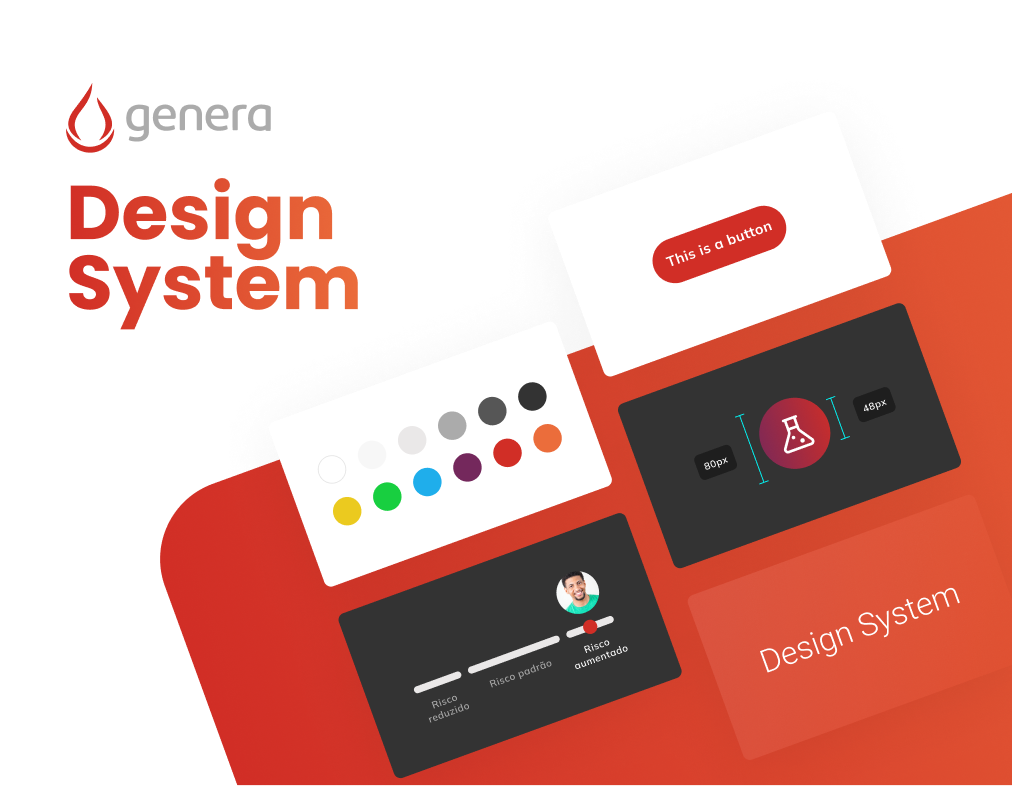 genera
Design
System
This is a button
80px
48px
Risco
reduzido
Risco padrão
Risco
aumentado
Design System